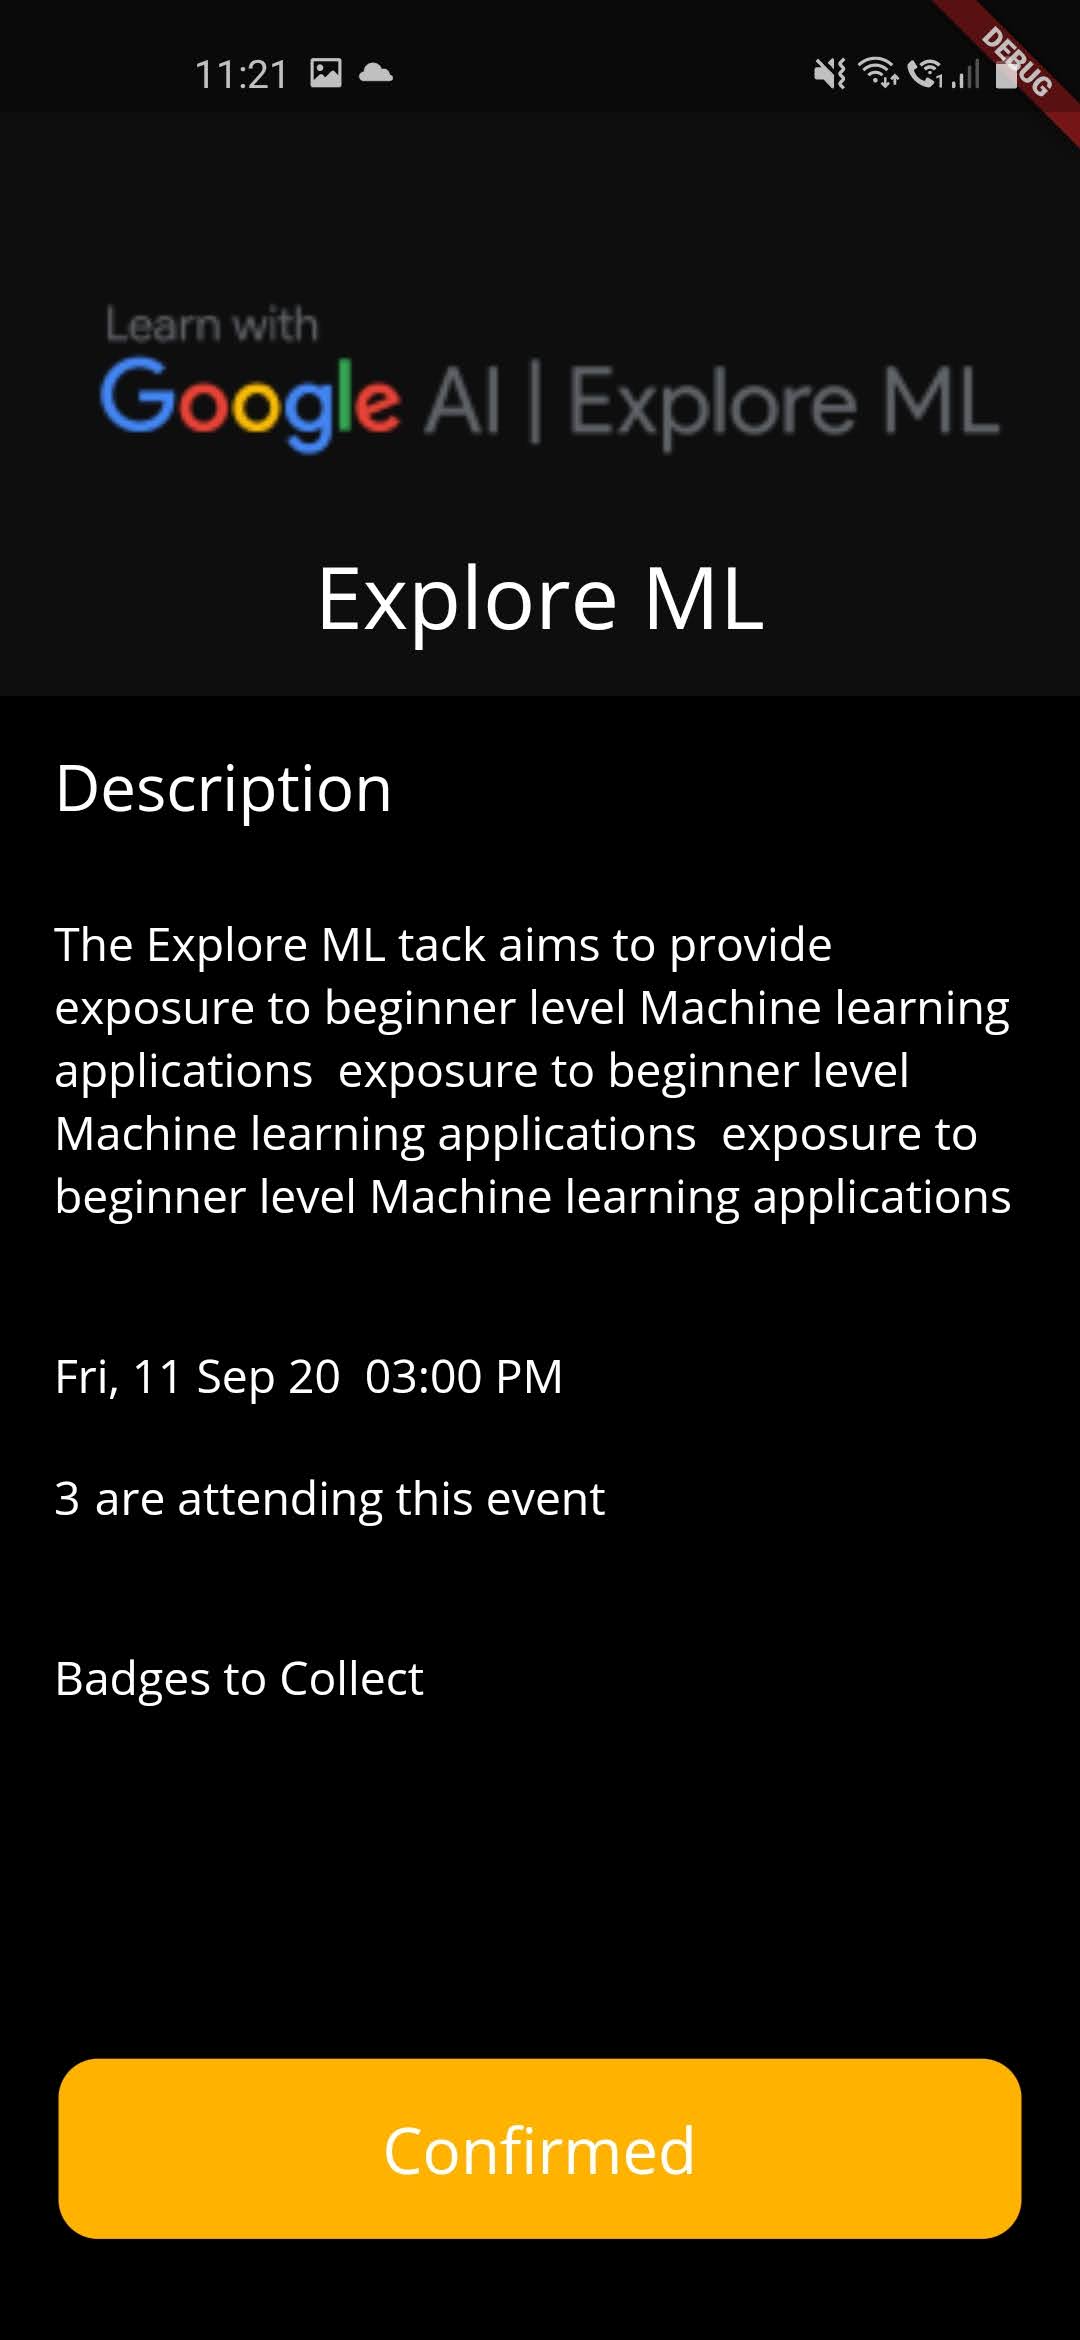 11:21
DEBUG
Learn with
Google AI | Explore ML
Explore ML
Description
The Explore ML tack aims to provide
exposure to beginner level Machine learning
applications  exposure to beginner level
Machine learning applications  exposure to
beginner level Machine learning applications
Fri, 11 Sep 20  03:00 PM
3 are attending this event
Badges to Collect
Confirmed